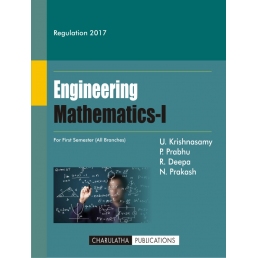 Regulation 2017
Engineering
Mathematics-I
For First Semester (All Branches)
U. Krishnasamy
P. Prabhu
R. Deepa
N. Prakash
CHARULATHA PUBLICATIONS